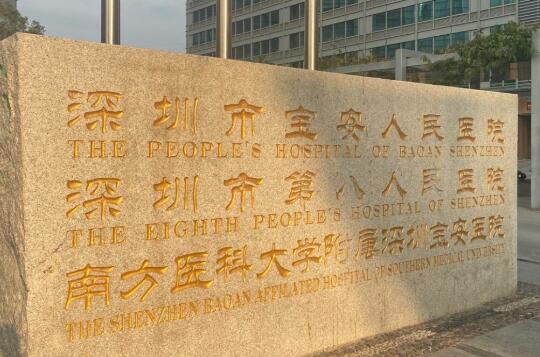 深圳市宝安人民医院
THE PEOPLE'S HOSPITAL OF BAOAN SHENZHEN
深圳市第八人民医院
THE EIGHTH PEOPLE'S HOSPITAL OF SHENZHEN
南方医科大学附属深圳宝安医院
THE SHENZHEN BAOAN AFFILIATED HOSPITAL OF SOUTHERN MEDICAL UNIVERSITY